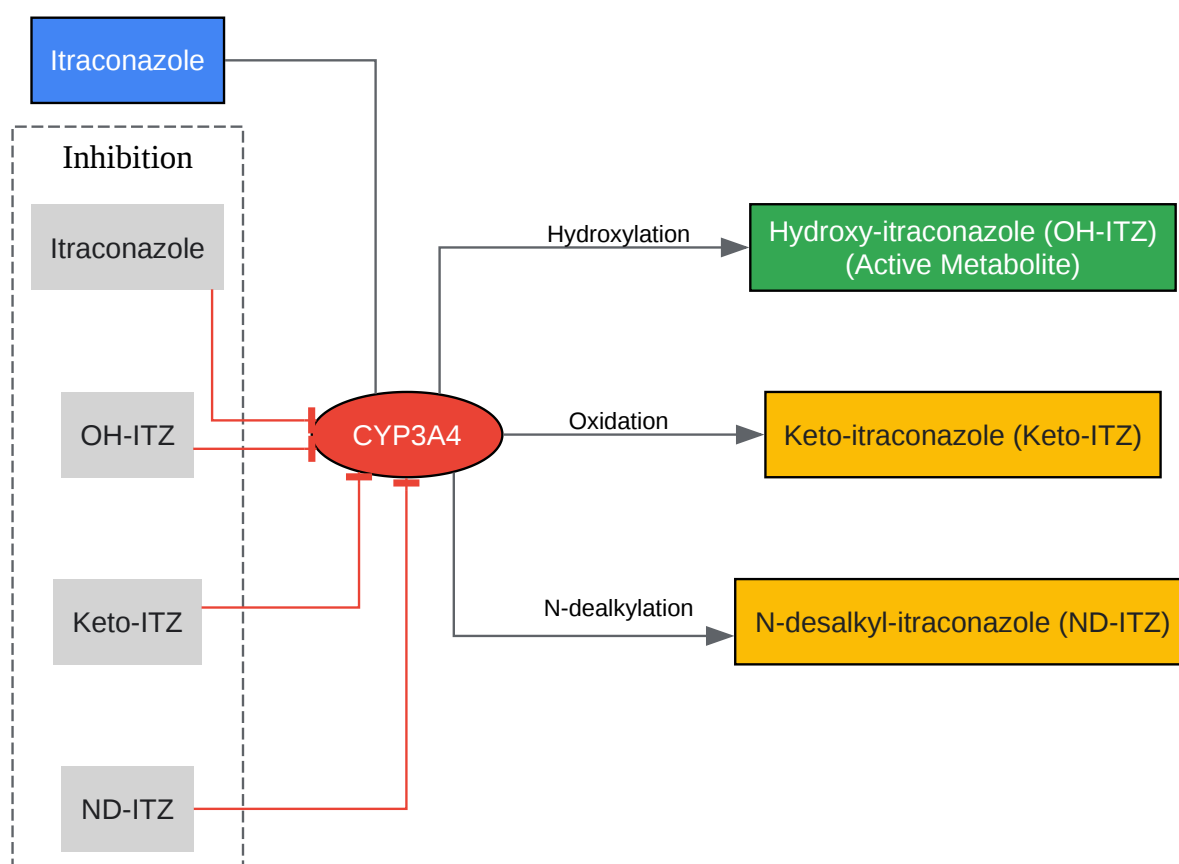 Itraconazole
Inhibition
Itraconazole
OH-ITZ
Keto-ITZ
ND-ITZ
CYP3A4
Hydroxylation
Hydroxy-itraconazole (OH-ITZ)
(Active Metabolite)
Oxidation
Keto-itraconazole (Keto-ITZ)
N-dealkylation
N-desalkyl-itraconazole (ND-ITZ)